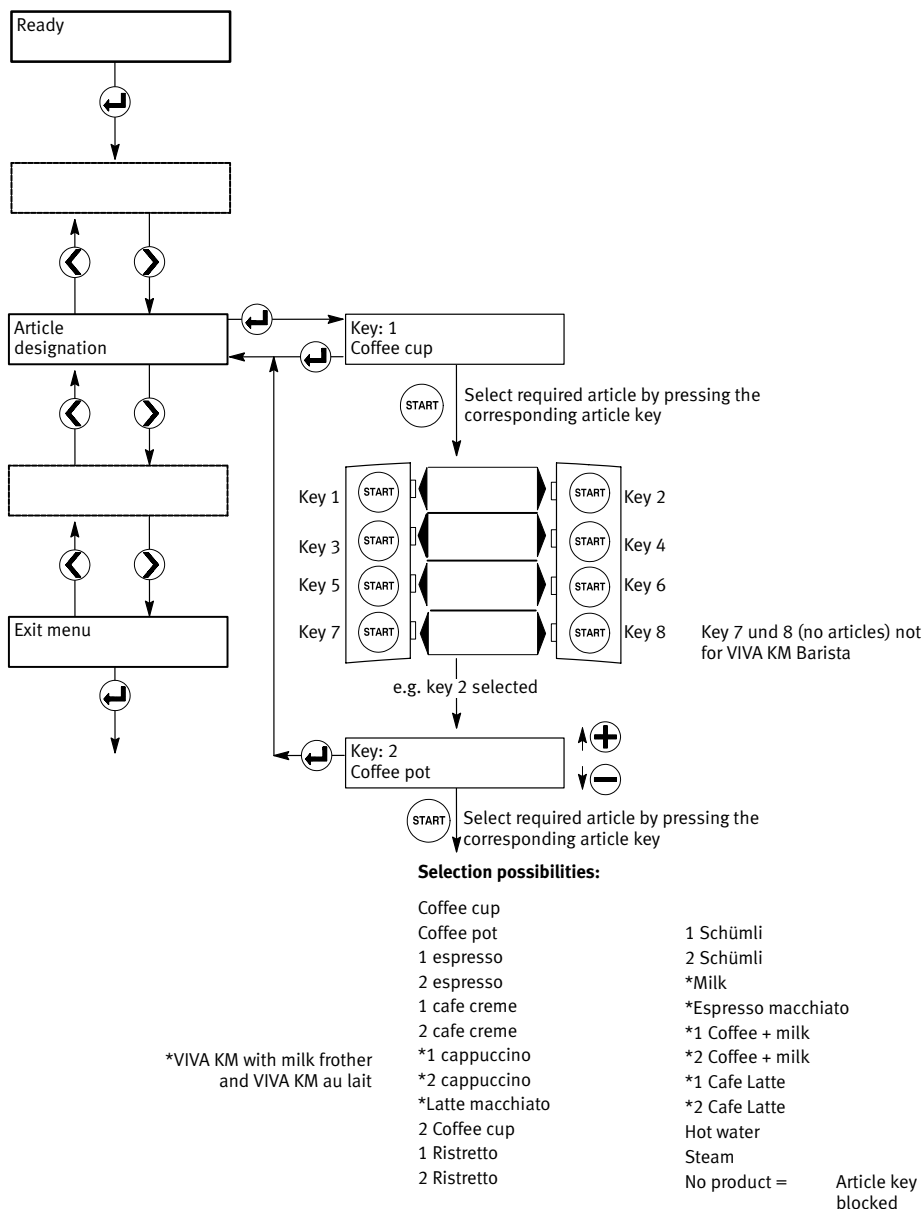 Ready
Article
designation
Key: 1
Coffee cup
START
Select required article by pressing the
corresponding article key
Key 1
START
START
Key 2
Key 3
START
START
Key 4
Key 5
START
START
Key 6
Key 7
START
START
Key 8
Key 7 und 8 (no articles) not
for VIVA KM Barista
Exit menu
e.g. key 2 selected
Key: 2
Coffee pot
START
Select required article by pressing the
corresponding article key
Selection possibilities:
Coffee cup
Coffee pot
1 espresso
2 espresso
1 cafe creme
2 cafe creme
*1 cappuccino
*2 cappuccino
*Latte macchiato
2 Coffee cup
1 Ristretto
2 Ristretto
*VIVA KM with milk frother
and VIVA KM au lait
1 Schümli
2 Schümli
*Milk
*Espresso macchiato
*1 Coffee + milk
*2 Coffee + milk
*1 Cafe Latte
*2 Cafe Latte
Hot water
Steam
No product = Article key
blocked